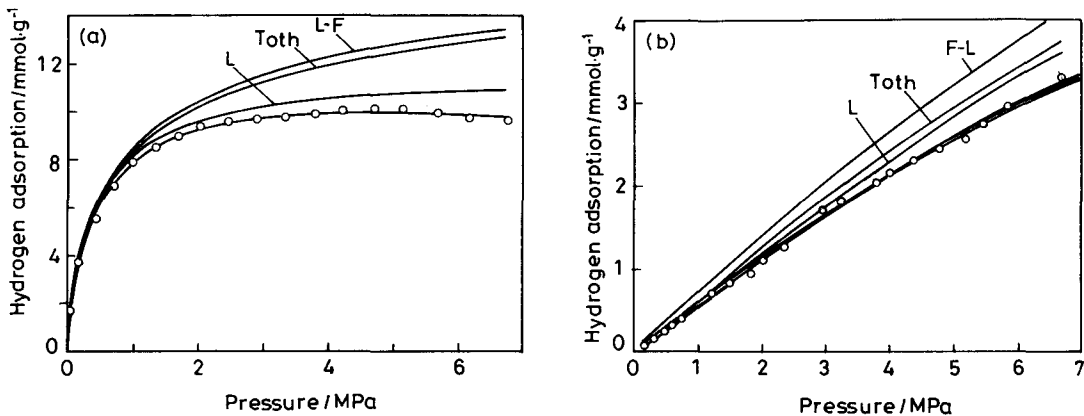 (a)
L-F
Toth
L
12
8
4
0
0 2 4 6
Hydrogen adsorption/mmol·g⁻¹
Pressure/MPa
(b)
F-L
Toth
L
4
3
2
1
0
0 1 2 3 4 5 6 7
Hydrogen adsorption/mmol·g⁻¹
Pressure/MPa